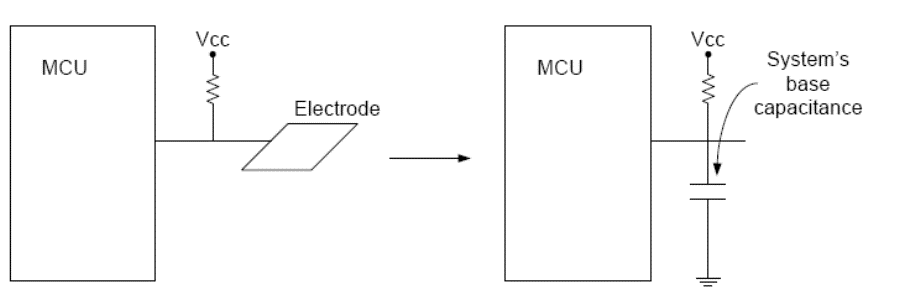 Vcc
MCU
Electrode
Vcc
MCU
System's
base
capacitance